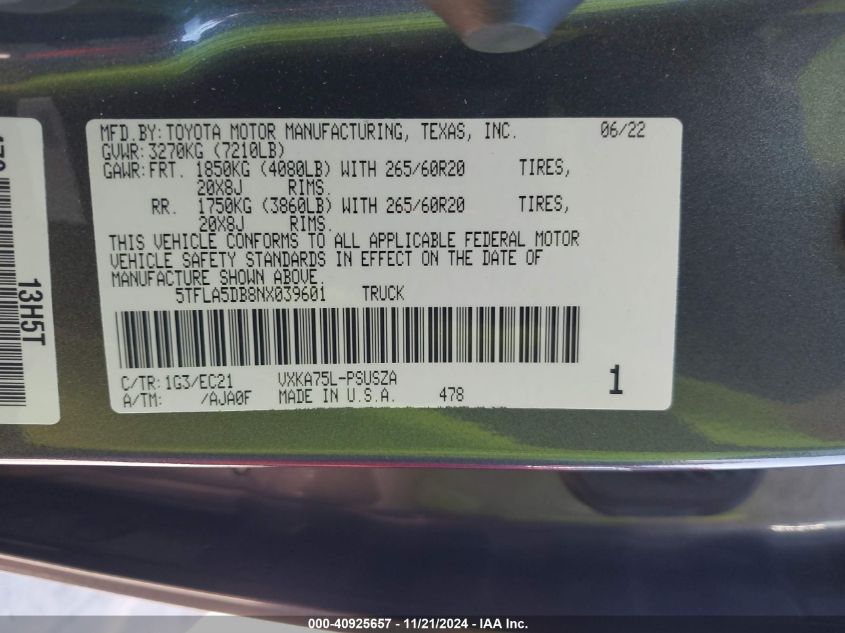 MFD.BY:TOYOTA MOTOR MANUFACTURING, TEXAS, INC. 06/22
GVWR:3270KG (7210LB)
GAWR:FRT. 1850KG (4080LB) WITH 265/60R20 TIRES,
20X8J RIMS.
RR. 1750KG (3860LB) WITH 265/60R20 TIRES,
20X8J RIMS.
THIS VEHICLE CONFORMS TO ALL APPLICABLE FEDERAL MOTOR
VEHICLE SAFETY STANDARDS IN EFFECT ON THE DATE OF
MANUFACTURE SHOWN ABOVE.
5TFLA5DB8NX039601 TRUCK
C/TR:1G3/EC21 VXKA75L-PSUSZA
A/TM: /AJA0F MADE IN U.S.A. 478
1
13H5T
000-40925657 - 11/21/2024 - VXA Inc.